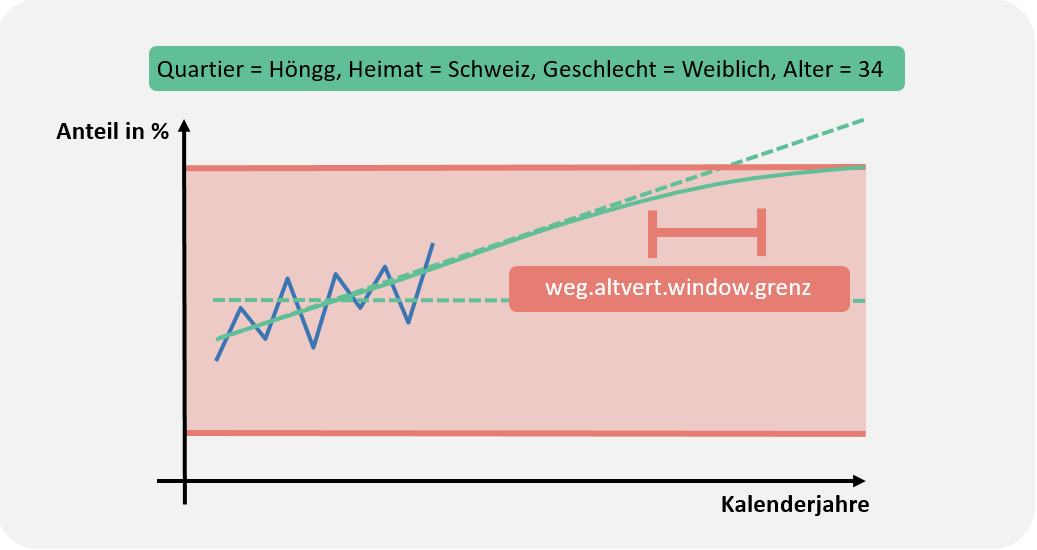 Quartier = Höngg, Heimat = Schweiz, Geschlecht = Weiblich, Alter = 34
Anteil in %
weg.altvert.window.grenz
Kalenderjahre